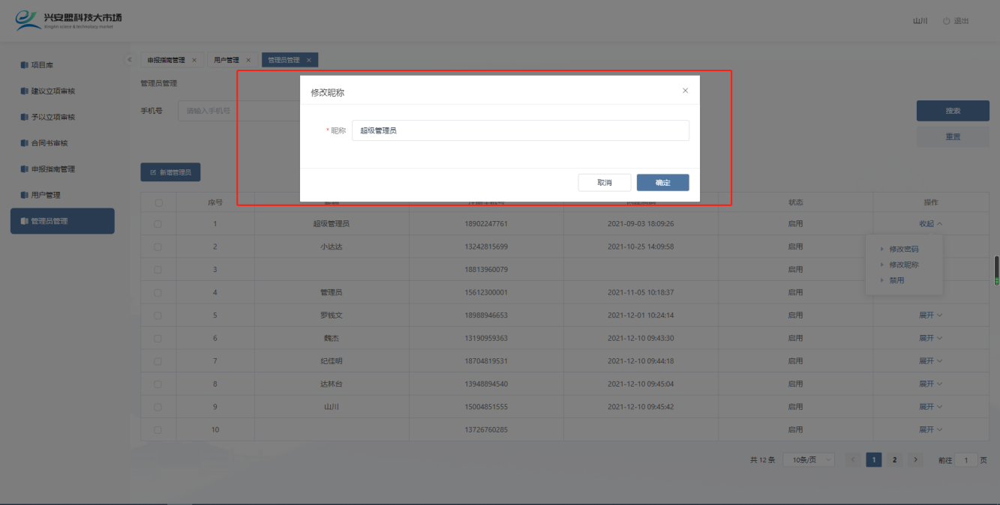 兴安盟科技大市场
XingAn sciece & technology market
山川 退出
项目库
建议立项审核
予以立项审核
合同书审核
申报指南管理
用户管理
管理员管理
申报指南管理 × 用户管理 × 管理员管理 ×
管理员管理
手机号 请输入手机号
搜索
重置
新增管理员
修改昵称 ×
* 昵称 超级管理员
取消 确定
序号 状态 操作
1 超级管理员 18902247761 2021-09-03 18:09:26 启用 收起
2 小达达 13242815699 2021-10-25 14:09:58 启用
3 18813960079 启用
4 管理员 15612300001 2021-11-05 10:18:37 启用
修改密码
修改昵称
禁用
5 罗钱文 18988946653 2021-12-01 10:24:14 启用 展开
6 魏杰 13190959363 2021-12-10 09:43:30 启用 展开
7 纪佳明 18704819531 2021-12-10 09:44:18 启用 展开
8 达林台 13948894540 2021-12-10 09:45:04 启用 展开
9 山川 15004851555 2021-12-10 09:45:42 启用 展开
10 13726760285 启用 展开
共 12 条 10条/页 < 1 2 > 前往 1 页